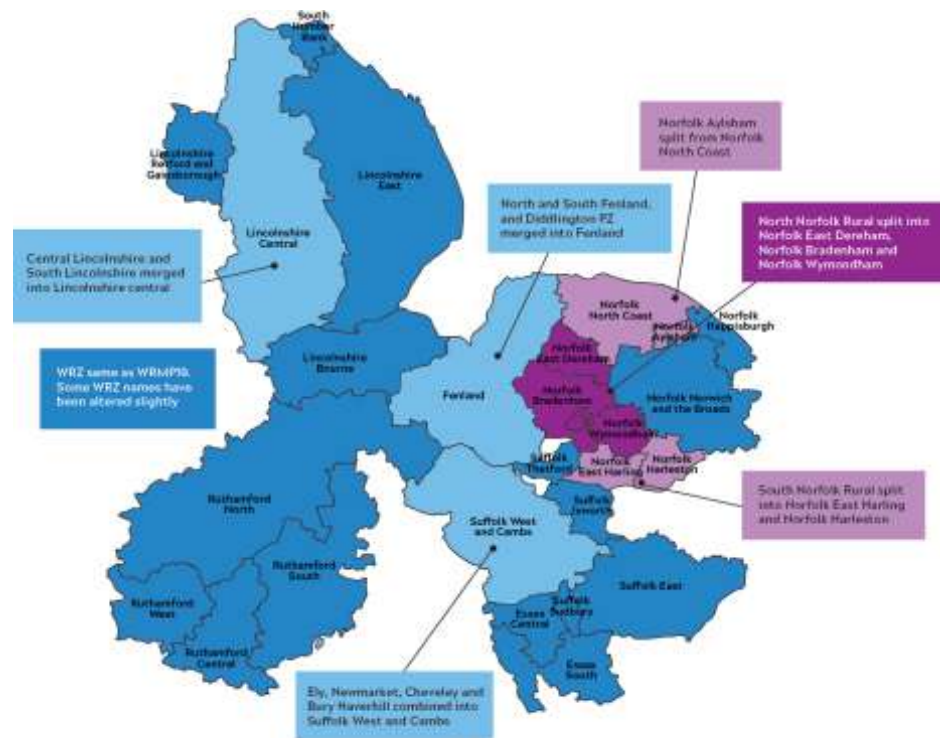 South
Humber
Bank
Lincolnshire
Retford and
Gainsborough
Lincolnshire
East
Lincolnshire
Central
Norfolk Aylsham
split from Norfolk
North Coast
North and South Fenland,
and Diddlington PZ
merged into Fenland
North Norfolk Rural split into
Norfolk East Dereham,
Norfolk Bradenham and
Norfolk Wymondham
Central Lincolnshire and
South Lincolnshire merged
into Lincolnshire central
WRZ same as WRMP19.
Some WRZ names have
been altered slightly
Lincolnshire
Bourne
Fenland
Norfolk
North Coast
Norfolk
Aylsham
Norfolk
Happisburgh
Norfolk
East Dereham
Norfolk
Bradenham
Norfolk Norwich
and the Broads
Norfolk
Wymondham
Suffolk
Thetford
Norfolk
East Harling
Norfolk
Harleston
South Norfolk Rural split
into Norfolk East Harling
and Norfolk Harleston
Suffolk
Ixworth
Ruthamford
North
Suffolk West
and Cambs
Ruthamford
South
Suffolk East
Ruthamford
West
Suffolk
Sudbury
Essex
Central
Ruthamford
Central
Essex
South
Ely, Newmarket, Cheveley and
Bury Haverhill combined into
Suffolk West and Cambs